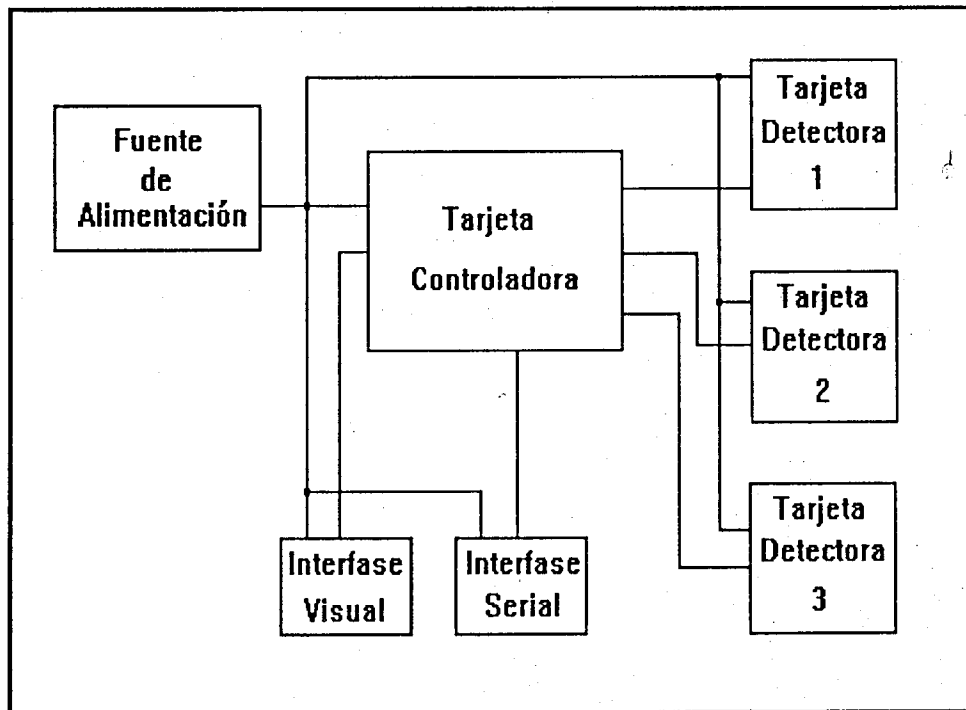 Fuente
de
Alimentación
Tarjeta
Controladora
Tarjeta
Detectora
1
Tarjeta
Detectora
2
Tarjeta
Detectora
3
Interfase
Visual
Interfase
Serial